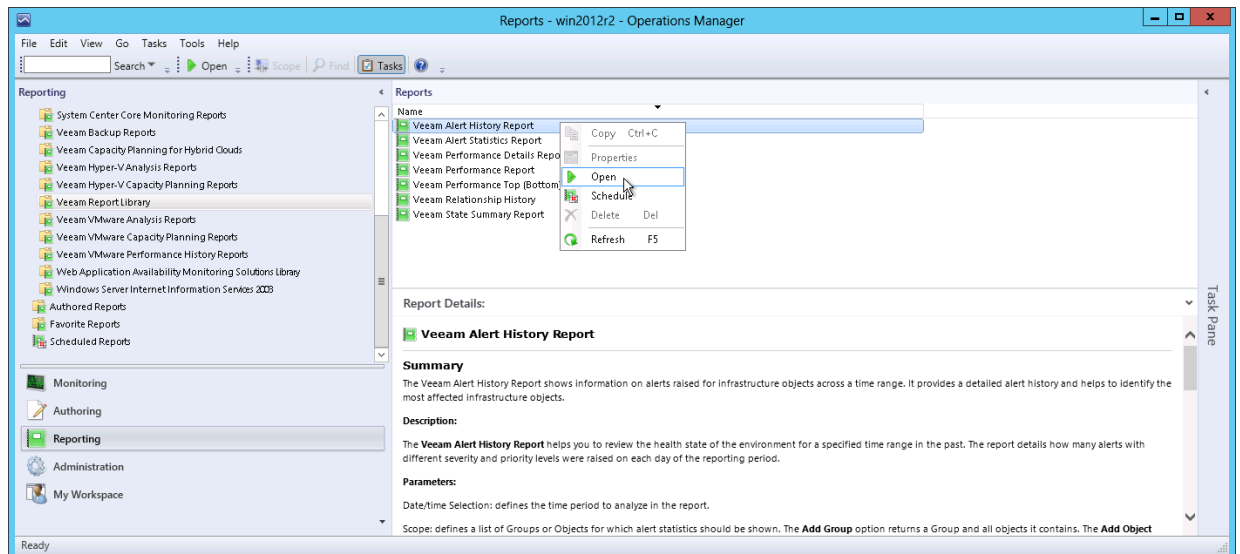 Reports - win2012r2 - Operations Manager
File Edit View Go Tasks Tools Help
Search Open Scope Find Tasks
Reporting
System Center Core Monitoring Reports
Veeam Backup Reports
Veeam Capacity Planning for Hybrid Clouds
Veeam Hyper-V Analysis Reports
Veeam Hyper-V Capacity Planning Reports
Veeam Report Library
Veeam VMware Analysis Reports
Veeam VMware Capacity Planning Reports
Veeam VMware Performance History Reports
Web Application Availability Monitoring Solutions Library
Windows Server Internet Information Services 2003
Authored Reports
Favorite Reports
Scheduled Reports
Monitoring
Authoring
Reporting
Administration
My Workspace
Reports
Name
Veeam Alert History Report
Veeam Alert Statistics Report
Veeam Performance Details Repo
Veeam Performance Report
Veeam Performance Top (Bottom)
Veeam Relationship History
Veeam State Summary Report
Copy Ctrl+C
Properties
Open
Schedule
Delete Del
Refresh F5
Report Details:
Veeam Alert History Report
Summary
The Veeam Alert History Report shows information on alerts raised for infrastructure objects across a time range. It provides a detailed alert history and helps to identify the
most affected infrastructure objects.
Description:
The Veeam Alert History Report helps you to review the health state of the environment for a specified time range in the past. The report details how many alerts with
different severity and priority levels were raised on each day of the reporting period.
Parameters:
Date/time Selection: defines the time period to analyze in the report.
Scope: defines a list of Groups or Objects for which alert statistics should be shown. The Add Group option returns a Group and all objects it contains. The Add Object
Task Pane
Ready